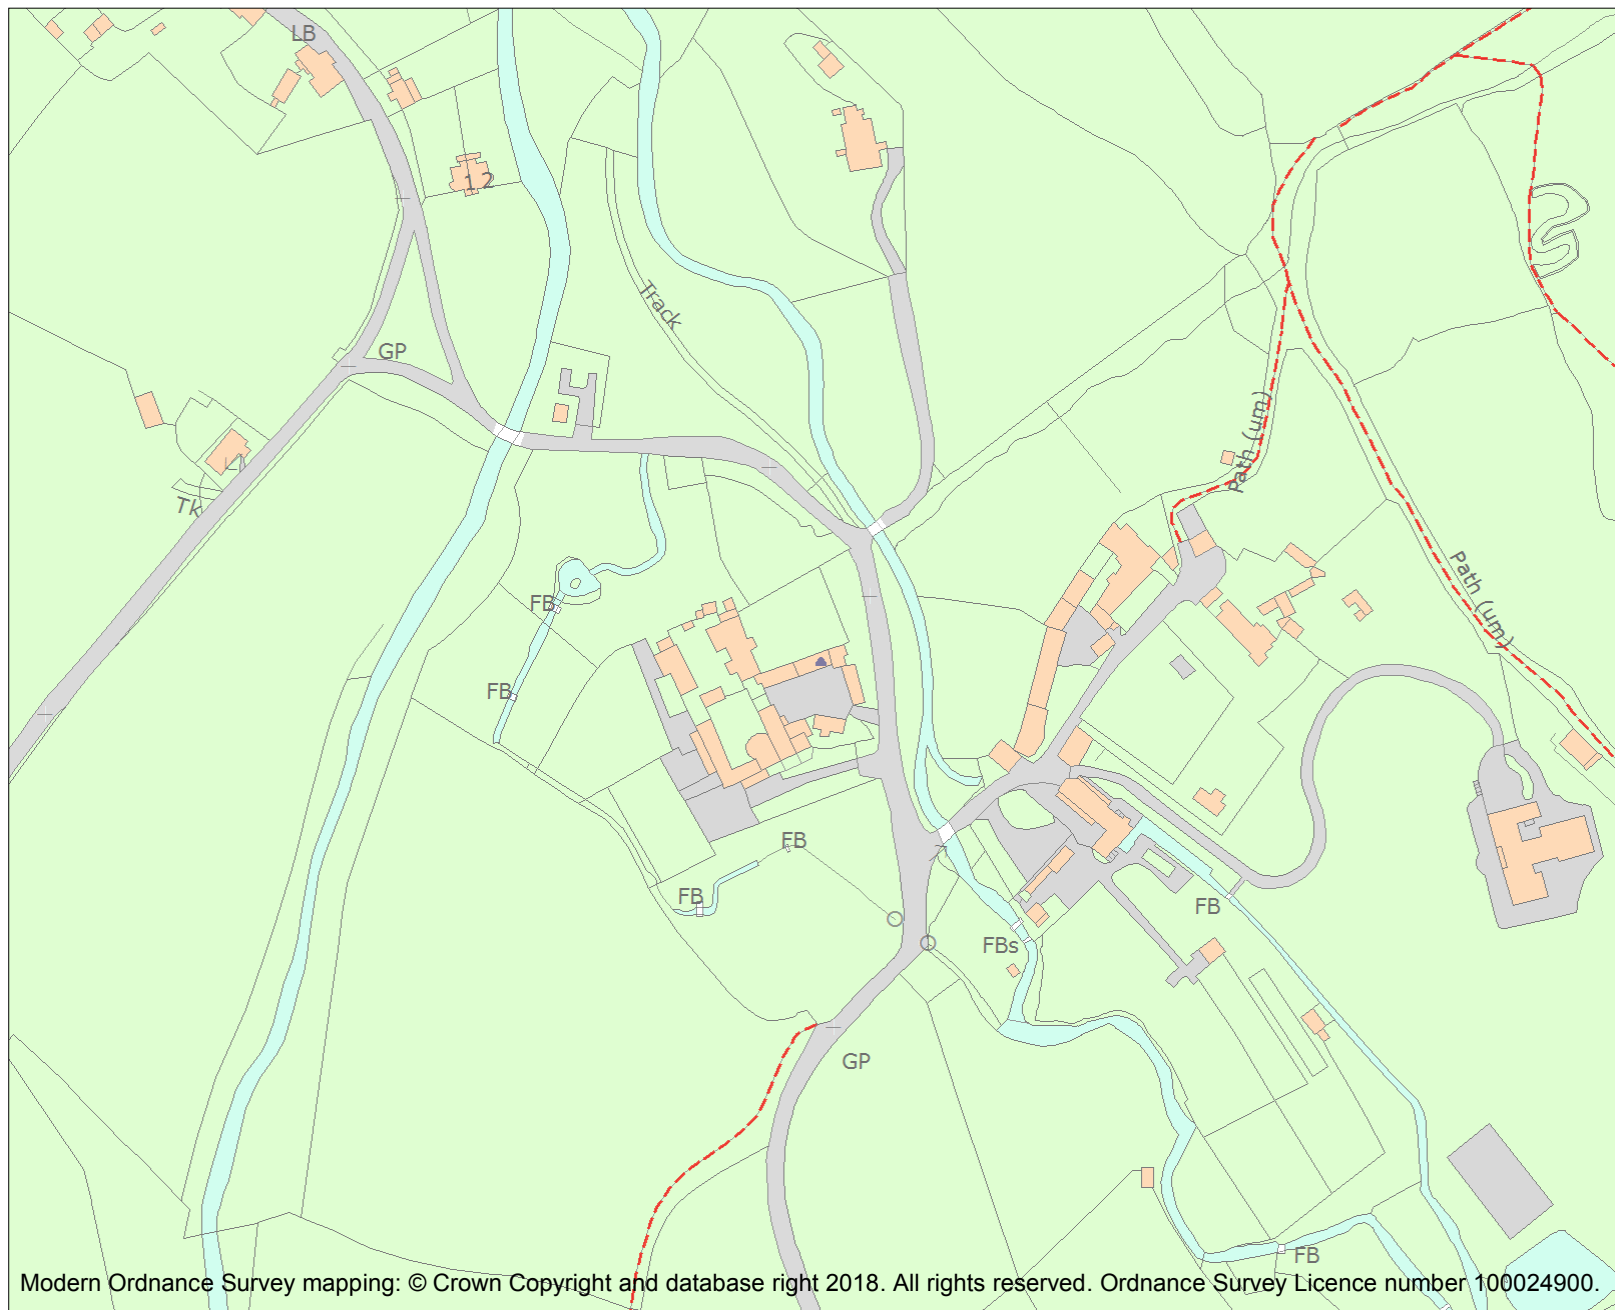 LB
1
2
Track
GP
Path (um)
Tk
Path (um)
FB
FB
FB
FB
FB
FBs
GP
FB
Modern Ordnance Survey mapping: © Crown Copyright and database right 2018. All rights reserved. Ordnance Survey Licence number 100024900.